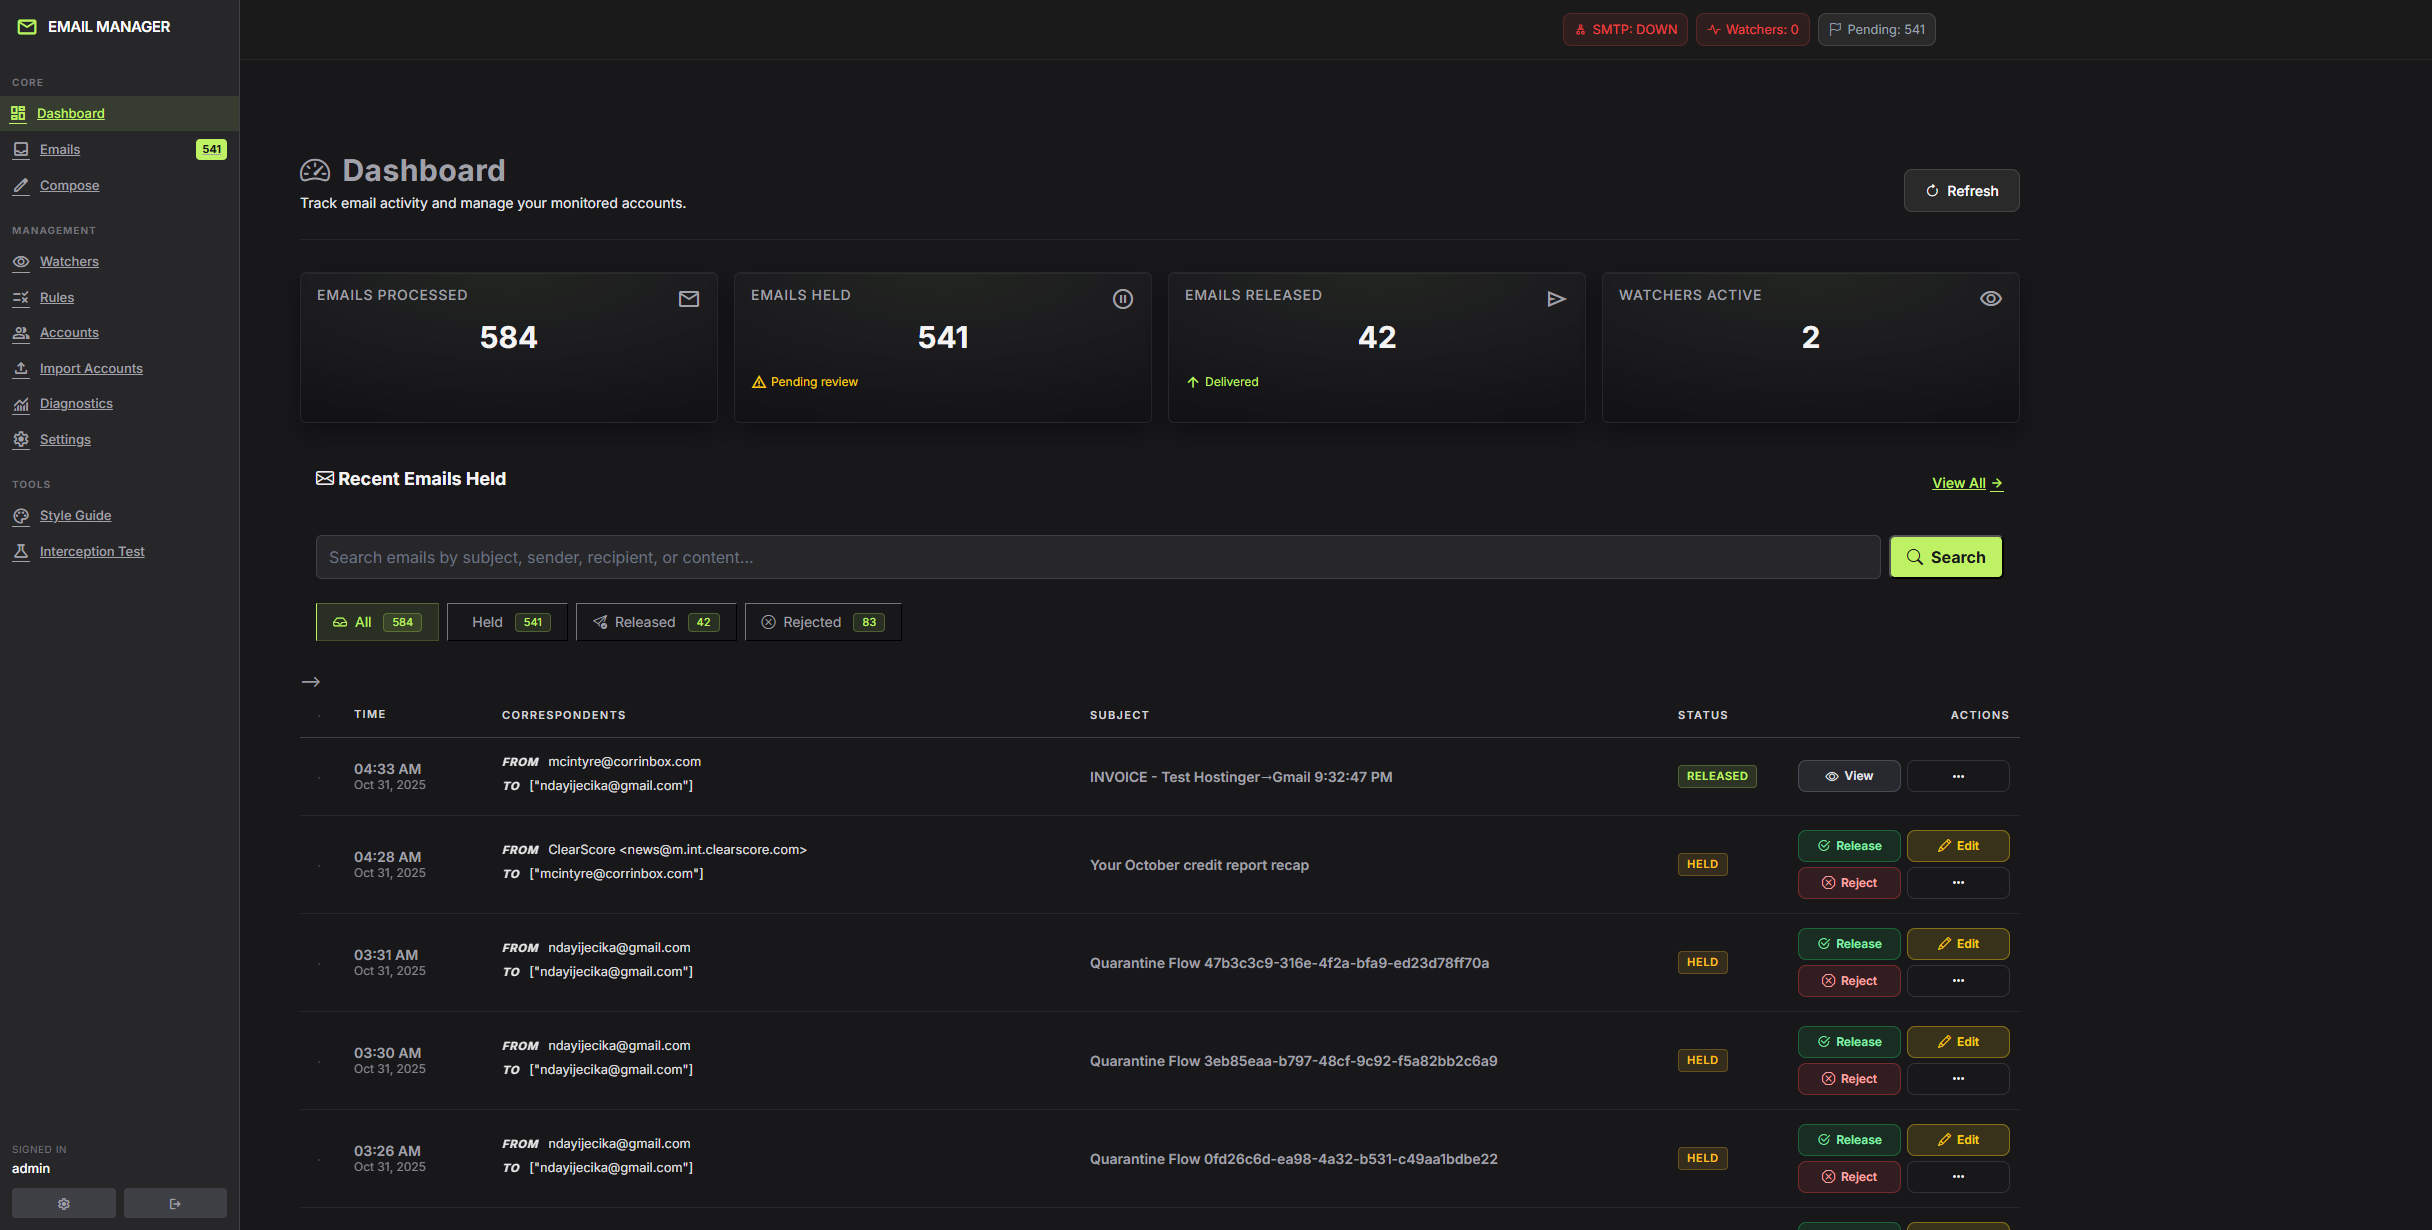 EMAIL MANAGER
SMTP: DOWN
Watchers: 0
Pending: 541
CORE
Dashboard
Emails 541
Compose
MANAGEMENT
Watchers
Rules
Accounts
Import Accounts
Diagnostics
Settings
TOOLS
Style Guide
Interception Test
SIGNED IN
admin
Dashboard
Track email activity and manage your monitored accounts.
Refresh
EMAILS PROCESSED
584
EMAILS HELD
541
Pending review
EMAILS RELEASED
42
Delivered
WATCHERS ACTIVE
2
Recent Emails Held
View All →
Search emails by subject, sender, recipient, or content...
Search
All 584
Held 541
Released 42
Rejected 83
TIME CORRESPONDENTS SUBJECT STATUS ACTIONS
04:33 AM
Oct 31, 2025
FROM mcintyre@corrinbox.com
TO ["ndayijecika@gmail.com"]
INVOICE - Test Hostinger→Gmail 9:32:47 PM
RELEASED
View
...
04:28 AM
Oct 31, 2025
FROM ClearScore <news@m.int.clearscore.com>
TO ["mcintyre@corrinbox.com"]
Your October credit report recap
HELD
Release
Edit
Reject
...
03:31 AM
Oct 31, 2025
FROM ndayijecika@gmail.com
TO ["ndayijecika@gmail.com"]
Quarantine Flow 47b3c3c9-316e-4f2a-bfa9-ed23d78ff70a
HELD
Release
Edit
Reject
...
03:30 AM
Oct 31, 2025
FROM ndayijecika@gmail.com
TO ["ndayijecika@gmail.com"]
Quarantine Flow 3eb85eaa-b797-48cf-9c92-f5a82bb2c6a9
HELD
Release
Edit
Reject
...
03:26 AM
Oct 31, 2025
FROM ndayijecika@gmail.com
TO ["ndayijecika@gmail.com"]
Quarantine Flow 0fd26c6d-ea98-4a32-b531-c49aa1bdbe22
HELD
Release
Edit
Reject
...